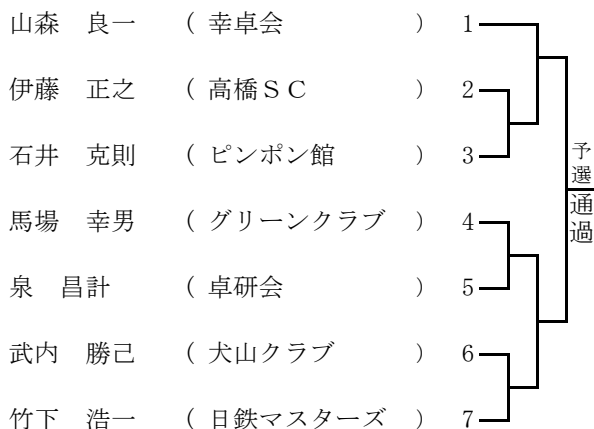 山森　良一　（ 幸卓会　） 1
伊藤　正之　（ 高橋ＳＣ　） 2
石井　克則　（ ピンポン館　） 3
馬場　幸男　（ グリーンクラブ　） 4
泉　昌計　（ 卓研会　） 5
武内　勝己　（ 犬山クラブ　） 6
竹下　浩一　（ 日鉄マスターズ　） 7
予選通過